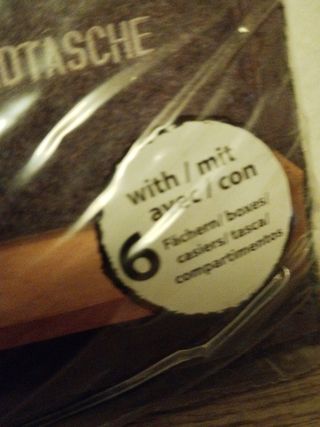 DTASCHE
with / mit
avec / con
6 Fächern/ boxes/
casiers/ tasca/
compartimentos